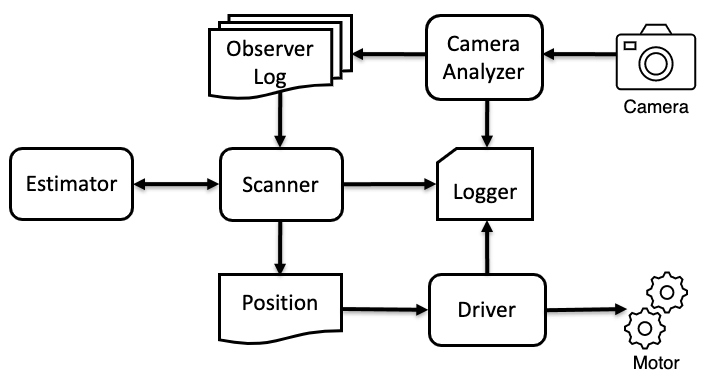 Observer
Log
Camera
Analyzer
Camera
Estimator
Scanner
Logger
Position
Driver
Motor